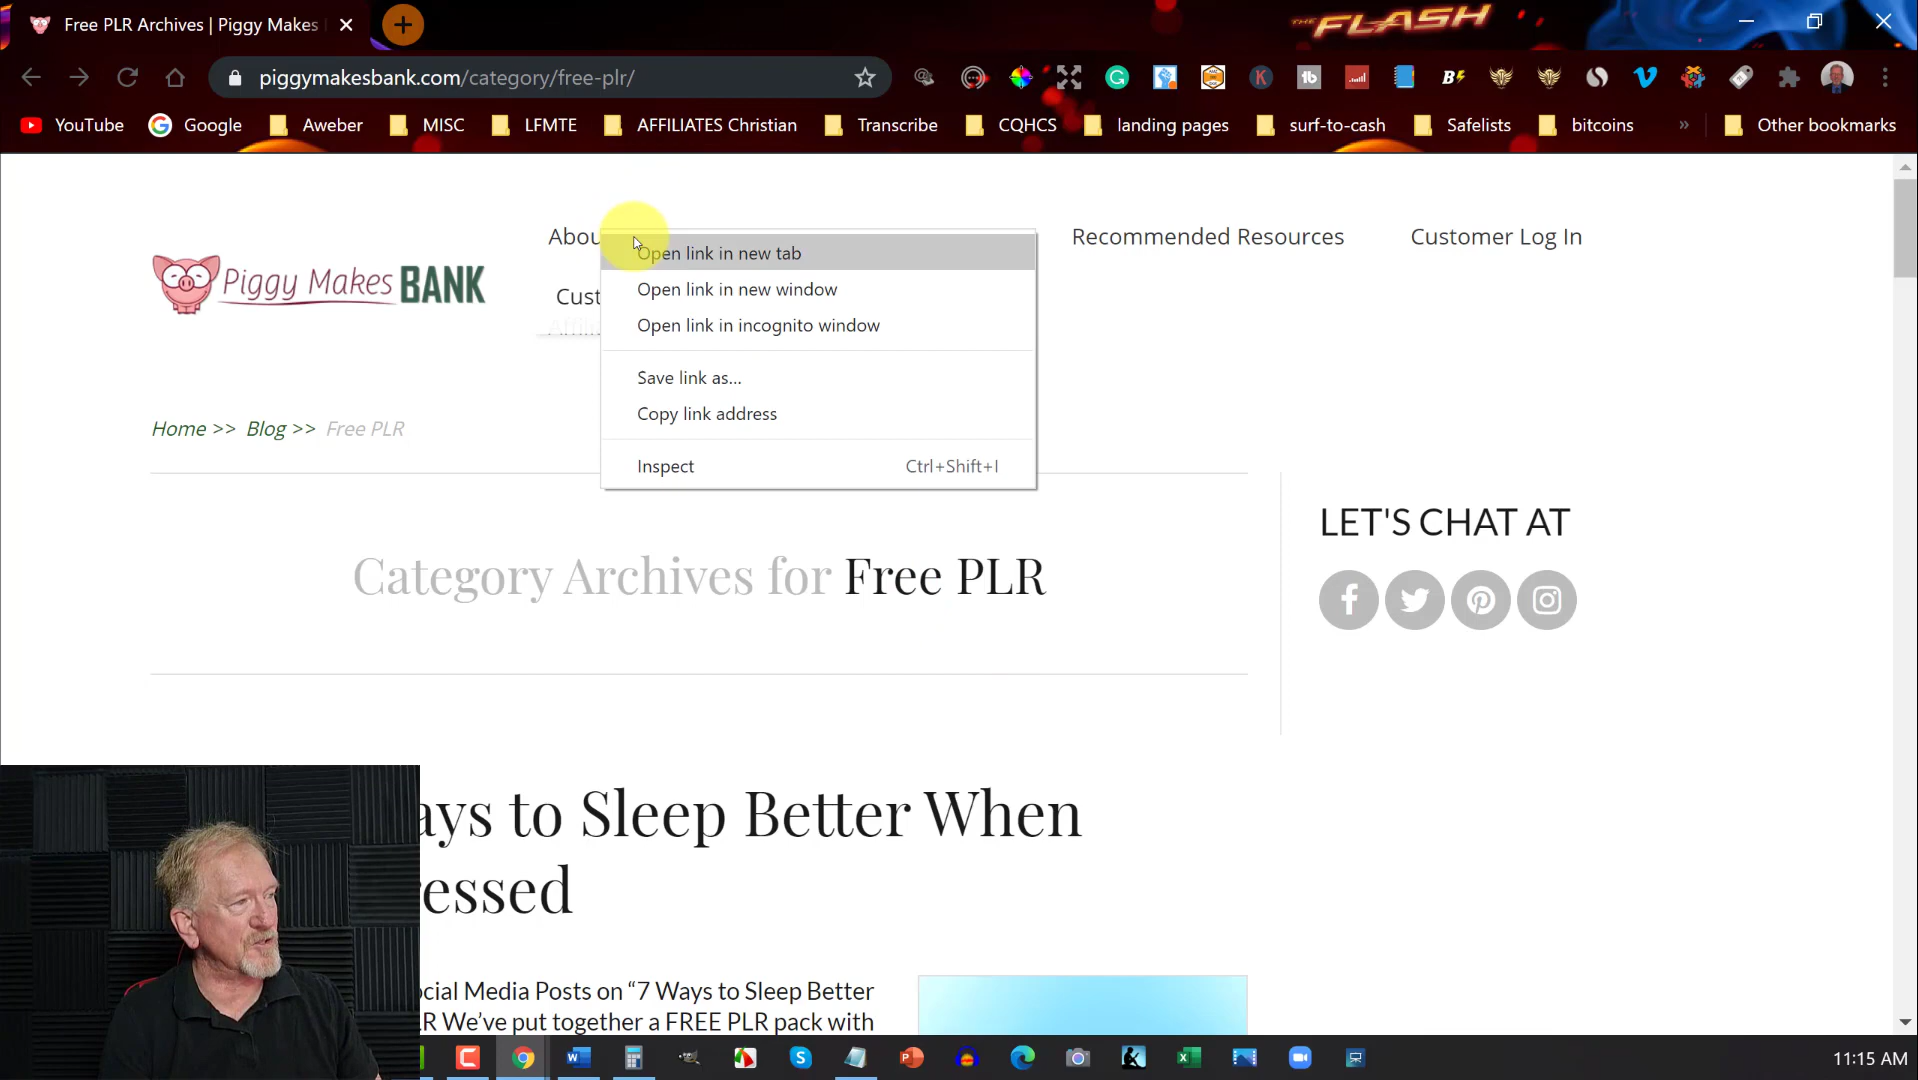 Free PLR Archives | Piggy Makes
THE FLASH
piggymakesbank.com/category/free-plr/
YouTube Google Aweber MISC LFMTE AFFILIATES Christian Transcribe CQHCS landing pages surf-to-cash Safelists bitcoins » Other bookmarks
Piggy Makes BANK
Abou
Recommended Resources
Customer Log In
Cust
Affili
Open link in new tab
Open link in new window
Open link in incognito window
Save link as...
Copy link address
Inspect Ctrl+Shift+I
Home >> Blog >> Free PLR
Category Archives for Free PLR
LET'S CHAT AT
ays to Sleep Better When
ressed
ocial Media Posts on “7 Ways to Sleep Better
LR We’ve put together a FREE PLR pack with
11:15 AM